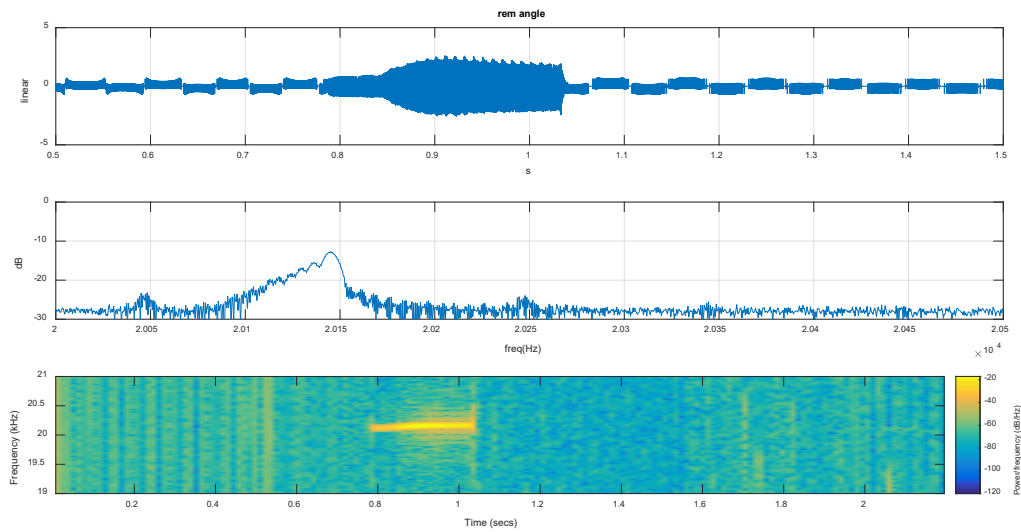 rem angle
5
0
-5
linear
0.5 0.6 0.7 0.8 0.9 1 1.1 1.2 1.3 1.4 1.5
s
0
-10
-20
-30
dB
2 2.005 2.01 2.015 2.02 2.025 2.03 2.035 2.04 2.045 2.05
freq(Hz)
× 10 4
21
20.5
20
19.5
19
Frequency (kHz)
0.2 0.4 0.6 0.8 1 1.2 1.4 1.6 1.8 2
Time (secs)
-20
-40
-60
-80
-100
-120
Power/frequency (dB/Hz)